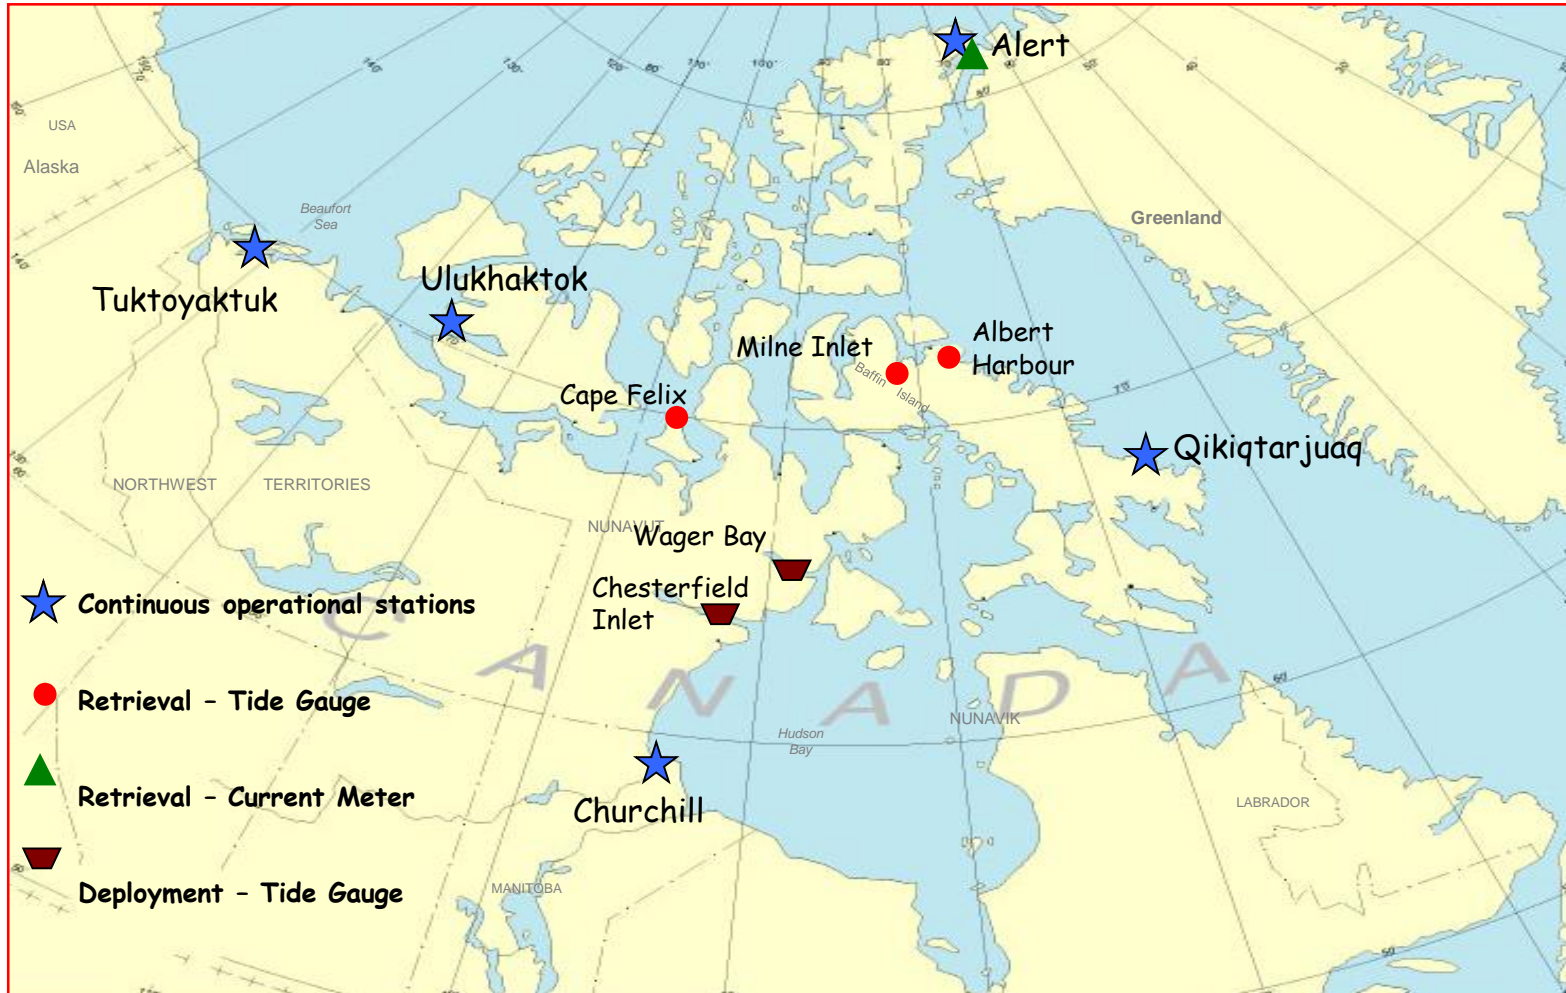 Alert
USA
Alaska
Beaufort
Sea
Greenland
Tuktoyaktuk
Ulukhaktok
Milne Inlet
Albert
Harbour
Baffin
Island
Cape Felix
Qikiqtarjuaq
NORTHWEST TERRITORIES
NUNAVUT
Wager Bay
Chesterfield
Inlet
Continuous operational stations
CANADA
Retrieval – Tide Gauge
NUNAVIK
Hudson
Bay
Retrieval – Current Meter
Churchill
LABRADOR
MANITOBA
Deployment – Tide Gauge